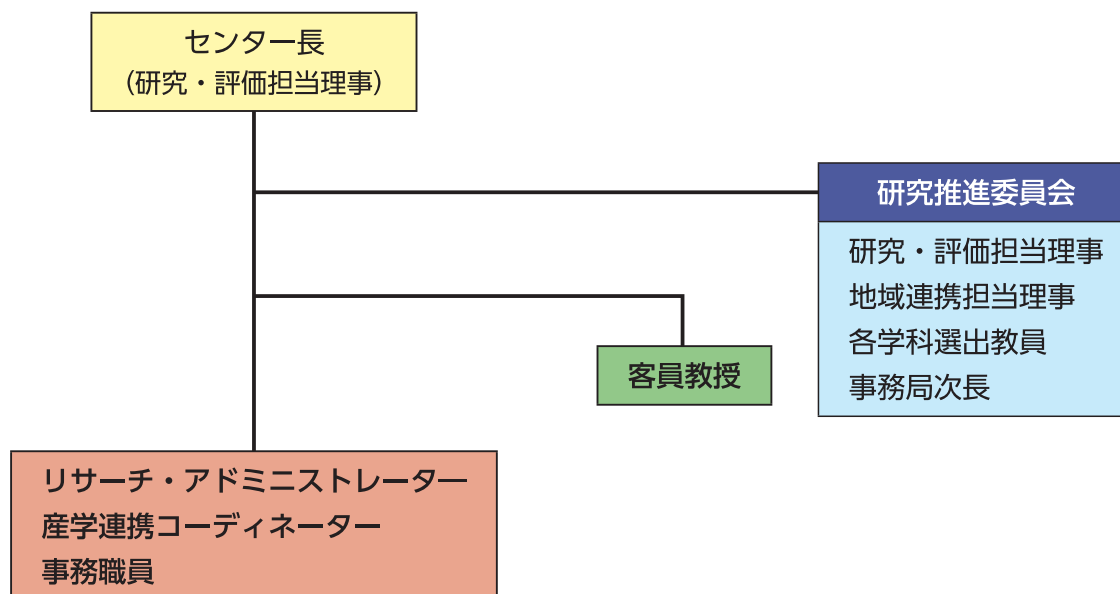 センター長
（研究・評価担当理事）
研究推進委員会
研究・評価担当理事
地域連携担当理事
各学科選出教員
事務局次長
客員教授
リサーチ・アドミニストレーター
産学連携コーディネーター
事務職員